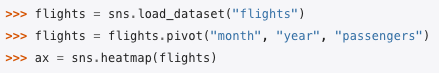 >>> flights = sns.load_dataset("flights")
>>> flights = flights.pivot("month", "year", "passengers")
>>> ax = sns.heatmap(flights)